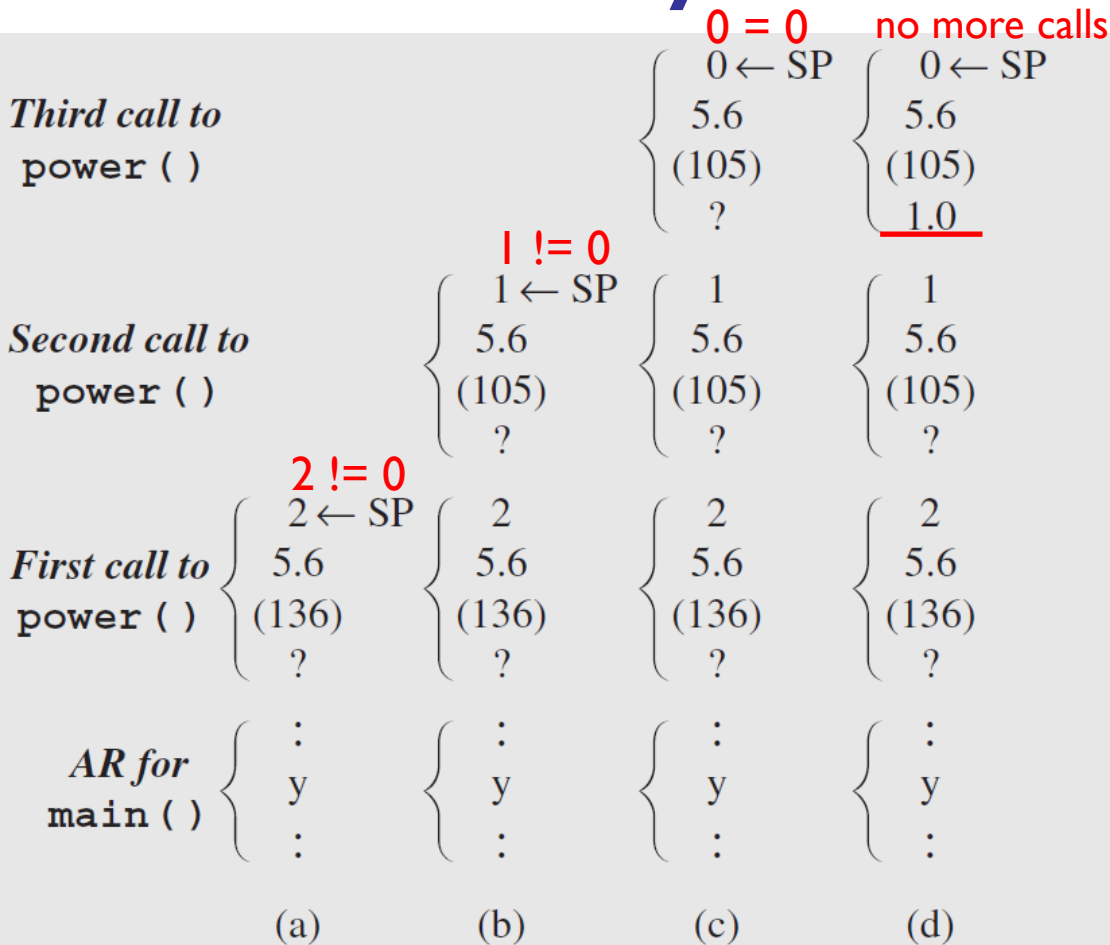 0 = 0 no more calls
0 ← SP 0 ← SP
Third call to 5.6 5.6
power() (105) (105)
? 1.0
1 != 0
1 ← SP 1 1
Second call to 5.6 5.6 5.6
power() (105) (105) (105)
? ? ?
2 != 0
2 ← SP 2 2 2
First call to 5.6 5.6 5.6 5.6
power() (136) (136) (136) (136)
? ? ? ?
: : : :
AR for y y y y
main()
: : : :
(a) (b) (c) (d)